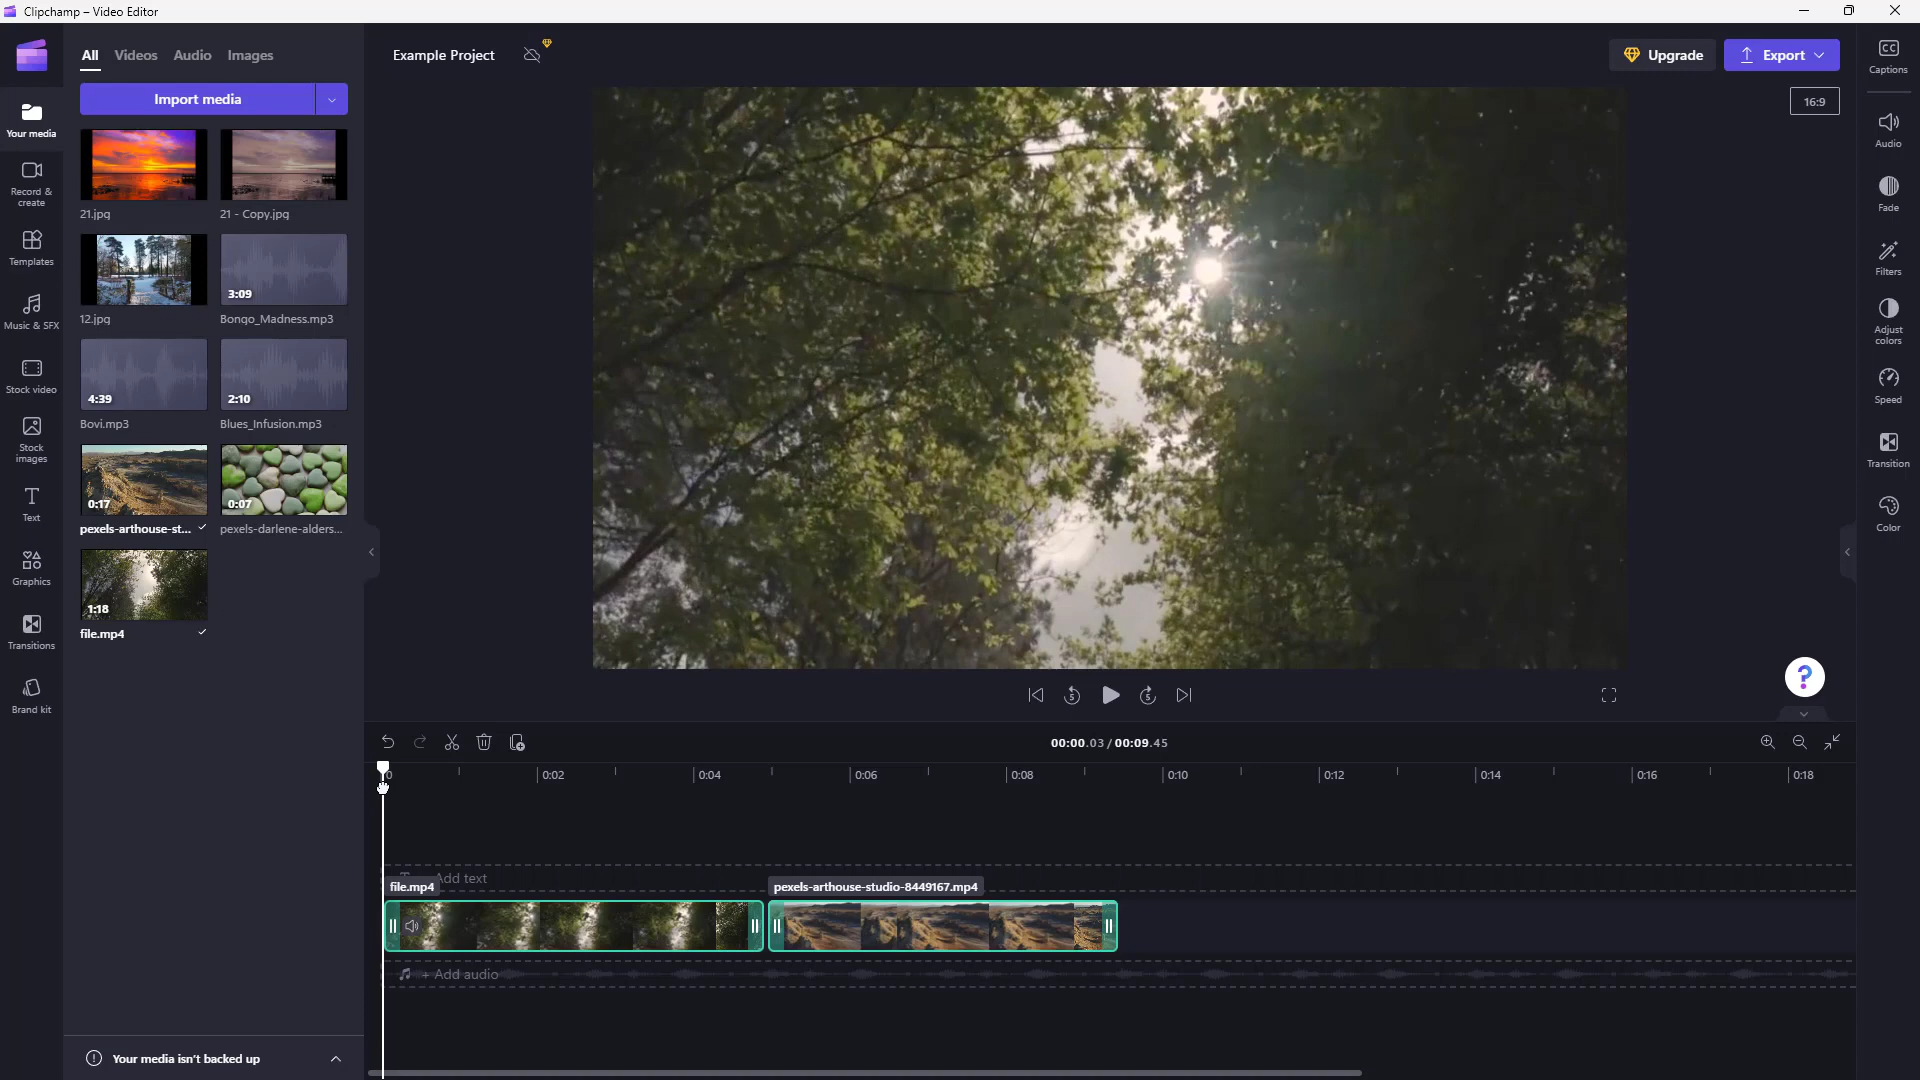 Clipchamp – Video Editor
All Videos Audio Images
Import media
Your media
Record &
create
Templates
Music & SFX
Stock video
Stock
images
Text
Graphics
Transitions
Brand kit
21.jpg
21 - Copy.jpg
12.jpg
3:09
Bongo_Madness.mp3
4:39
Bovi.mp3
2:10
Blues_Infusion.mp3
0:17
pexels-arthouse-st...
0:07
pexels-darlene-alders...
1:18
file.mp4
Your media isn't backed up
Example Project
Upgrade
Export
16:9
Captions
Audio
Fade
Filters
Adjust
colors
Speed
Transition
Color
5
5
?
00:00.03 / 00:09.45
0 0:02 0:04 0:06 0:08 0:10 0:12 0:14 0:16 0:18
Add text
file.mp4
pexels-arthouse-studio-8449167.mp4
+ Add audio